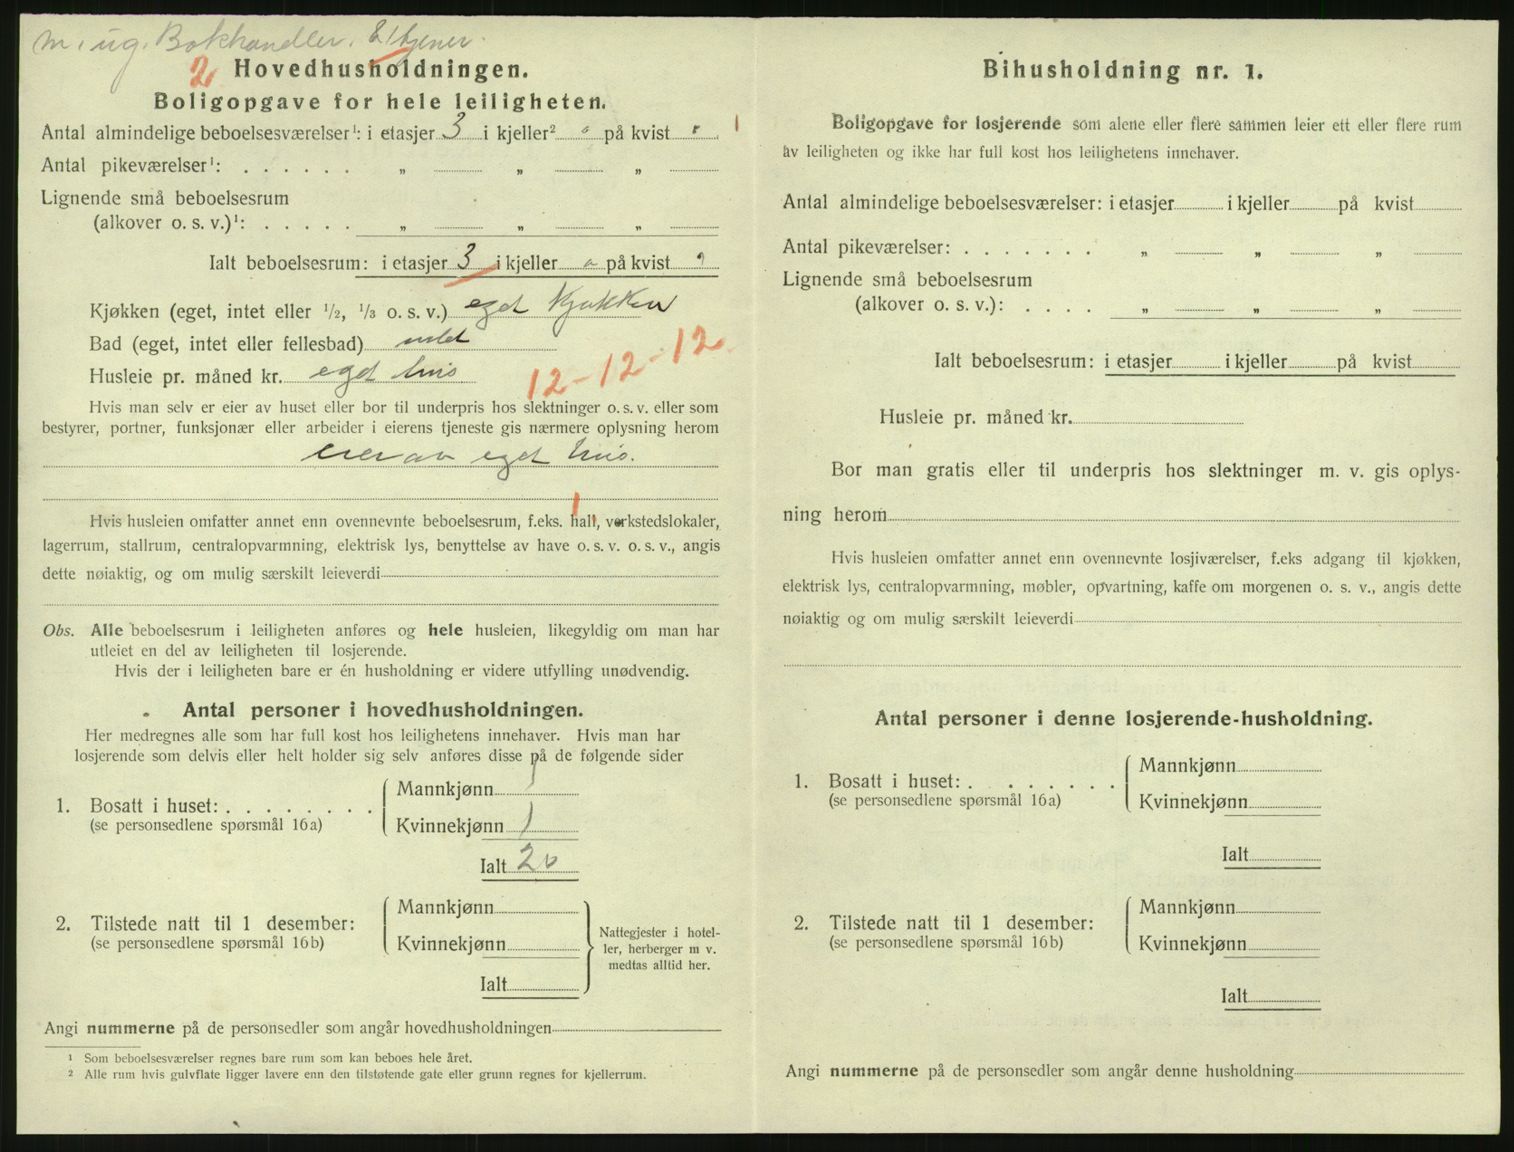 m. ug. Bokhandler. E. tjener.
2 Hovedhusholdningen.
Boligopgave for hele leiligheten.
Antal almindelige beboelsesværelser¹: i etasjer 3 i kjeller² o på kvist
1
Antal pikeværelser¹: . . . . . . „ „ „
Lignende små beboelsesrum
(alkover o. s. v.)¹: . . . . . „ „ „
Ialt beboelsesrum: i etasjer 3 i kjeller o på kvist
Kjøkken (eget, intet eller ½, ⅓ o. s. v.) eget kjøkken
Bad (eget, intet eller fellesbad) intet
Husleie pr. måned kr. eget hus
12-12-12
Hvis man selv er eier av huset eller bor til underpris hos slektninger o. s. v. eller som
bestyrer, portner, funksjonær eller arbeider i eierens tjeneste gis nærmere oplysning herom
eier av eget hus.
1
Hvis husleien omfatter annet enn ovennevnte beboelsesrum, f.eks. hall, verkstedslokaler,
lagerrum, stallrum, centralopvarmning, elektrisk lys, benyttelse av have o. s. v. o. s. v., angis
dette nøiaktig, og om mulig særskilt leieverdi
Obs. Alle beboelsesrum i leiligheten anføres og hele husleien, likegyldig om man har
utleiet en del av leiligheten til losjerende.
Hvis der i leiligheten bare er én husholdning er videre utfylling unødvendig.
Antal personer i hovedhusholdningen.
Her medregnes alle som har full kost hos leilighetens innehaver. Hvis man har
losjerende som delvis eller helt holder sig selv anføres disse på de følgende sider
1. Bosatt i huset: . . . . . . . .
(se personsedlene spørsmål 16a)
Mannkjønn 1
Kvinnekjønn 1
Ialt 2
2. Tilstede natt til 1 desember:
(se personsedlene spørsmål 16b)
Mannkjønn
Kvinnekjønn
Ialt
Nattegjester i hotel-
ler, herberger m v.
medtas alltid her.
Angi nummerne på de personsedler som angår hovedhusholdningen
¹ Som beboelsesværelser regnes bare rum som kan beboes hele året.
² Alle rum hvis gulvflate ligger lavere enn den tilstøtende gate eller grunn regnes for kjellerrum.
Bihusholdning nr. 1.
Boligopgave for losjerende som alene eller flere sammen leier ett eller flere rum
av leiligheten og ikke har full kost hos leilighetens innehaver.
Antal almindelige beboelsesværelser: i etasjer i kjeller på kvist
Antal pikeværelser: . . . . . . . „ „ „
Lignende små beboelsesrum
(alkover o. s. v.): . . . . „ „ „
Ialt beboelsesrum: i etasjer i kjeller på kvist
Husleie pr. måned kr.
Bor man gratis eller til underpris hos slektninger m. v. gis oplys-
ning herom
Hvis husleien omfatter annet enn ovennevnte losjiværelser, f.eks adgang til kjøkken,
elektrisk lys, centralopvarmning, møbler, opvartning, kaffe om morgenen o. s. v., angis dette
nøiaktig og om mulig særskilt leieverdi
Antal personer i denne losjerende-husholdning.
1. Bosatt i huset: . . . . . . .
(se personsedlene spørsmål 16a)
Mannkjønn
Kvinnekjønn
Ialt
2. Tilstede natt til 1 desember:
(se personsedlene spørsmål 16b)
Mannkjønn
Kvinnekjønn
Ialt
Angi nummerne på de personsedler som angår denne husholdning